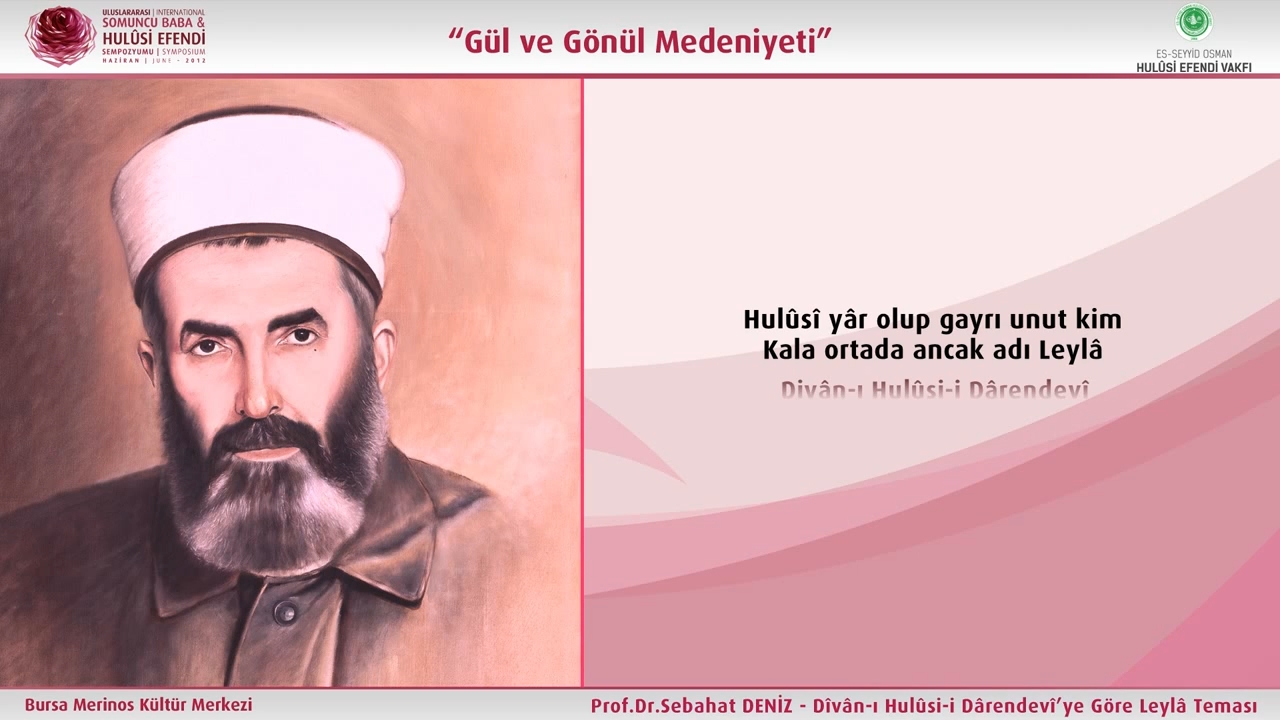 ULUSLARARASI | INTERNATIONAL
SOMUNCU BABA &
HULÛSİ EFENDİ
SEMPOZYUMU | SYMPOSIUM
HAZİRAN | JUNE - 2012
“Gül ve Gönül Medeniyeti”
ES-SEYYİD OSMAN
HULÛSİ EFENDİ VAKFI
Hulûsî yâr olup gayrı unut kim
Kala ortada ancak adı Leylâ
Divân-ı Hulûsi-i Dârendevî
Bursa Merinos Kültür Merkezi
Prof.Dr.Sebahat DENİZ - Dîvân-ı Hulûsi-i Dârendevî’ye Göre Leylâ Teması